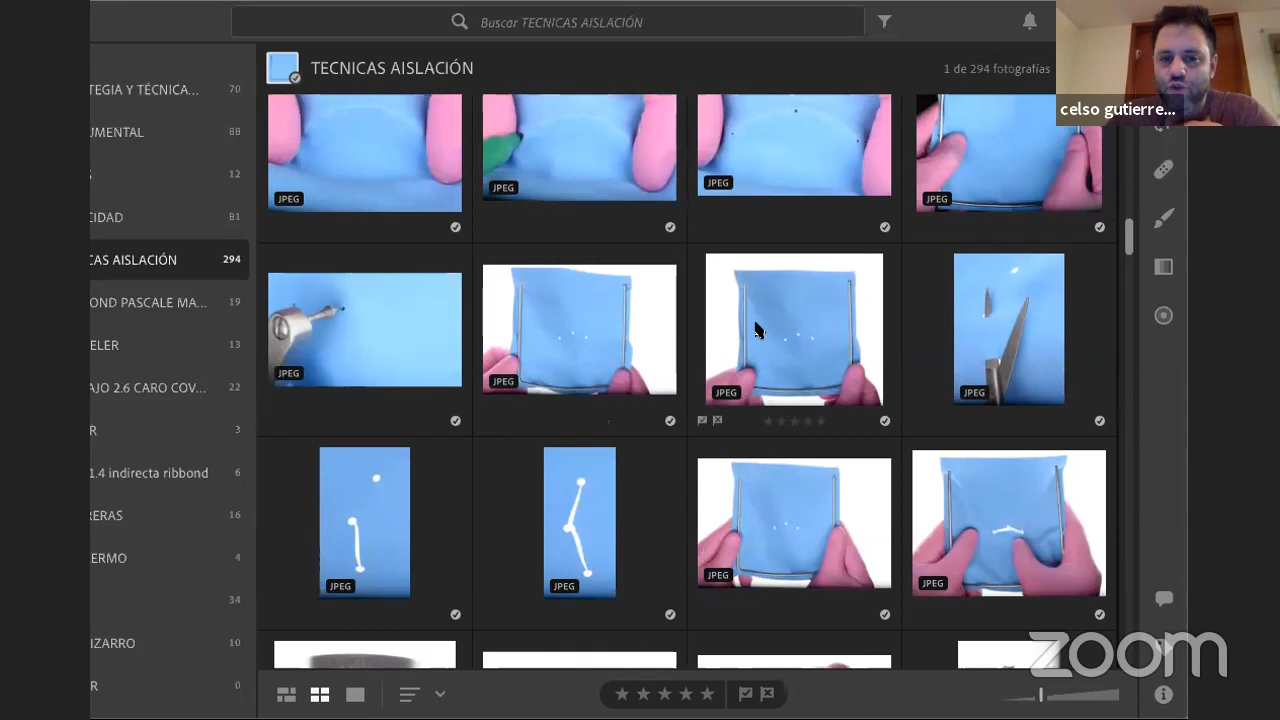 Buscar TECNICAS AISLACIÓN
TECNICAS AISLACIÓN
1 de 294 fotografías
celso gutierre...
TEGIA Y TÉCNICA... 70
UMENTAL 88
S 12
CIDAD 81
CAS AISLACIÓN 294
OND PASCALE MA... 19
ELER 13
AJO 2.6 CARO COV... 22
R 3
1.4 indirecta ribbond 6
RERAS 16
ERMO 4
34
IZARRO 10
R 0
JPEG
JPEG
JPEG
JPEG
JPEG
JPEG
JPEG
JPEG
JPEG
JPEG
JPEG
JPEG
zoom